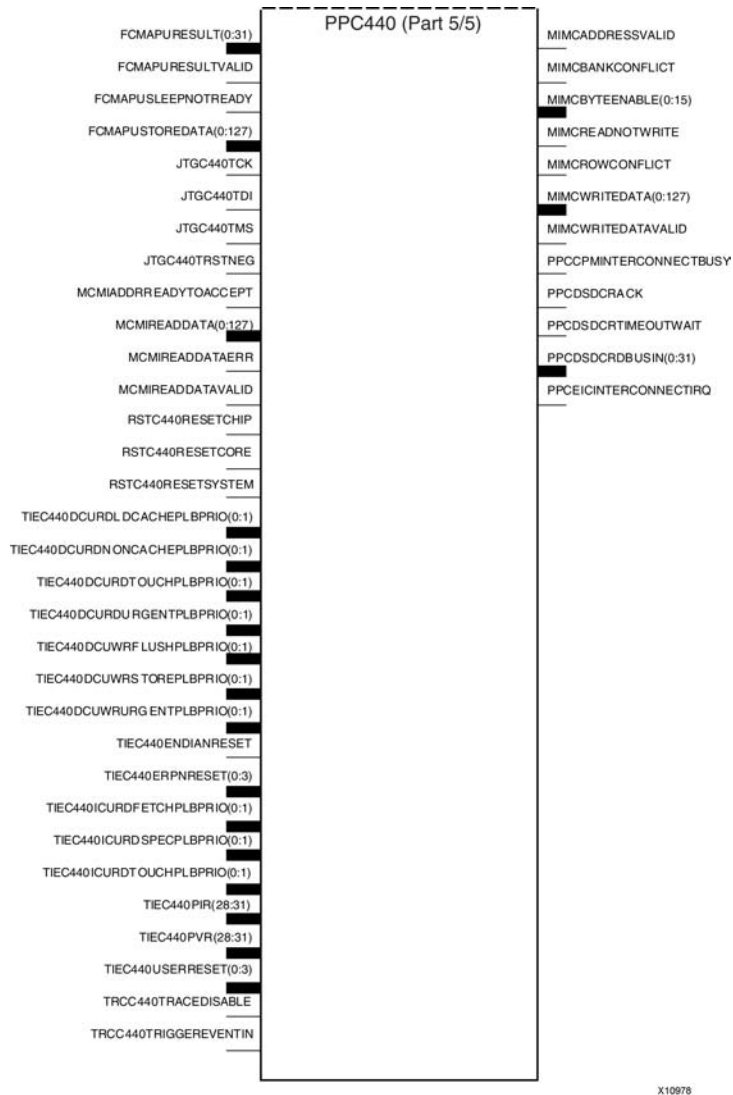 PPC440 (Part 5/5)
FCMAPURESULT(0:31)
FCMAPURESULTVALID
FCMAPUSLEEPNOTREADY
FCMAPUSTOREDATA(0:127)
JTGC440TCK
JTGC440TDI
JTGC440TMS
JTGC440TRSTNEG
MCMIADDRREADYTOACCEPT
MCMIREADDATA(0:127)
MCMIREADDATAERR
MCMIREADDATAVALID
RSTC440RESETCHIP
RSTC440RESETCORE
RSTC440RESETSYSTEM
TIEC440DCURDLDCACHEPLBPRIO(0:1)
TIEC440DCURDNONCACHEPLBPRIO(0:1)
TIEC440DCURDTOUCHPLBPRIO(0:1)
TIEC440DCURDURGENTPLBPRIO(0:1)
TIEC440DCUWRFLUSHPLBPRIO(0:1)
TIEC440DCUWRSTOREPLBPRIO(0:1)
TIEC440DCUWRURGENTPLBPRIO(0:1)
TIEC440ENDIANRESET
TIEC440ERPNRESET(0:3)
TIEC440ICURDFETCHPLBPRIO(0:1)
TIEC440ICURDSPECPLBPRIO(0:1)
TIEC440ICURDTOUCHPLBPRIO(0:1)
TIEC440PIR(28:31)
TIEC440PVR(28:31)
TIEC440USERRESET(0:3)
TRCC440TRACEDISABLE
TRCC440TRIGGEREVENTIN
MIMCADDRESSVALID
MIMCBANKCONFLICT
MIMCBYTEENABLE(0:15)
MIMCREADNOTWRITE
MIMCROWCONFLICT
MIMCWRITEDATA(0:127)
MIMCWRITEDATAVALID
PPCCPMINTERCONNECTBUSY
PPCDSDCRACK
PPCDSDCRTIMEOUTWAIT
PPCDSDCRDBUSIN(0:31)
PPCEICINTERCONNECTIRQ
X10978